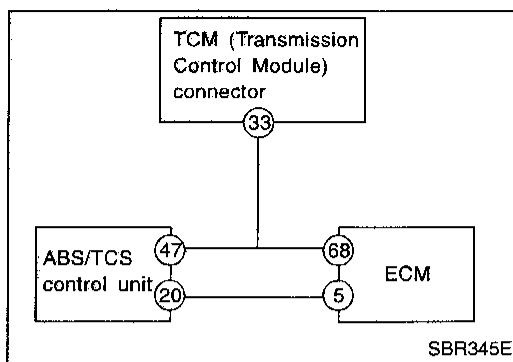 TCM (Transmission
Control Module)
connector
33
47
68
ABS/TCS
control unit
ECM
20
5
SBR345E